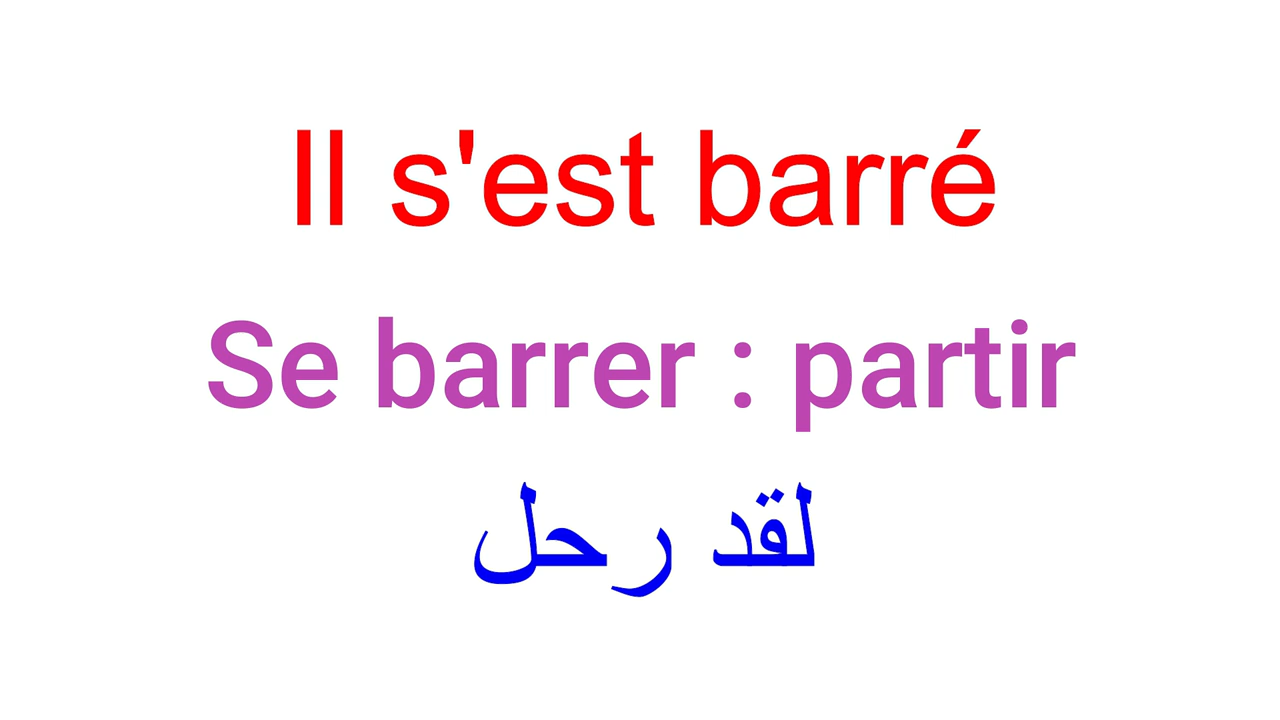 Il s'est barré
Se barrer : partir
لقد رحل